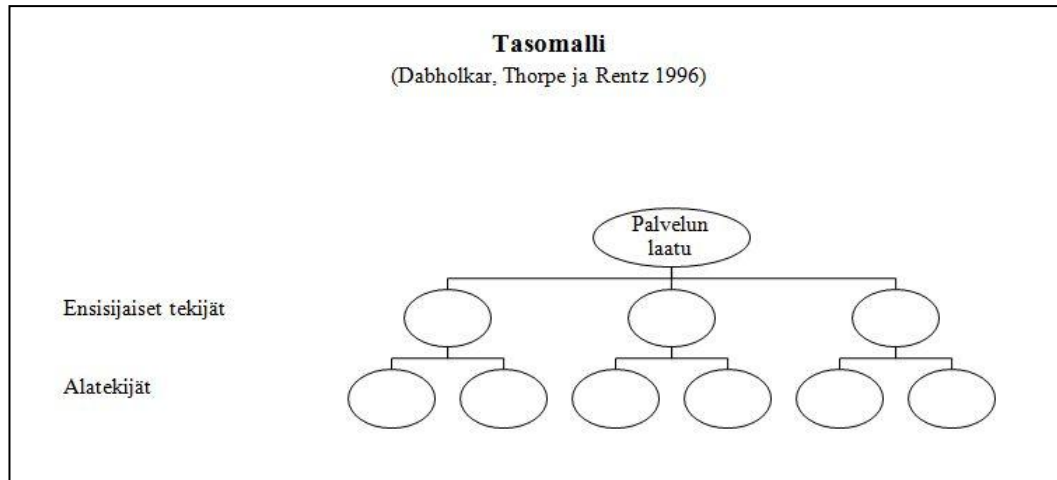 Tasomalli
(Dabholkar, Thorpe ja Rentz 1996)
Palvelun
laatu
Ensisijaiset tekijät
Alatekijät